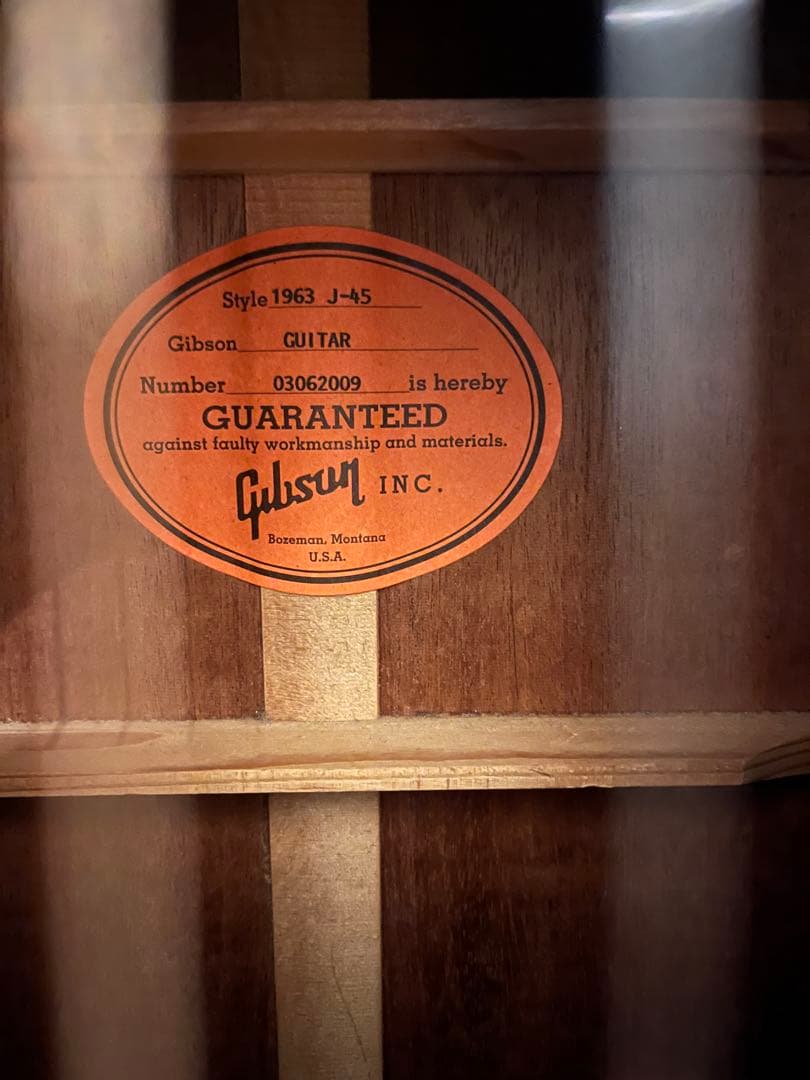 Style 1963 J-45
Gibson GUITAR
Number 03062009 is hereby
GUARANTEED
against faulty workmanship and materials.
Gibson INC.
Bozeman, Montana
U.S.A.